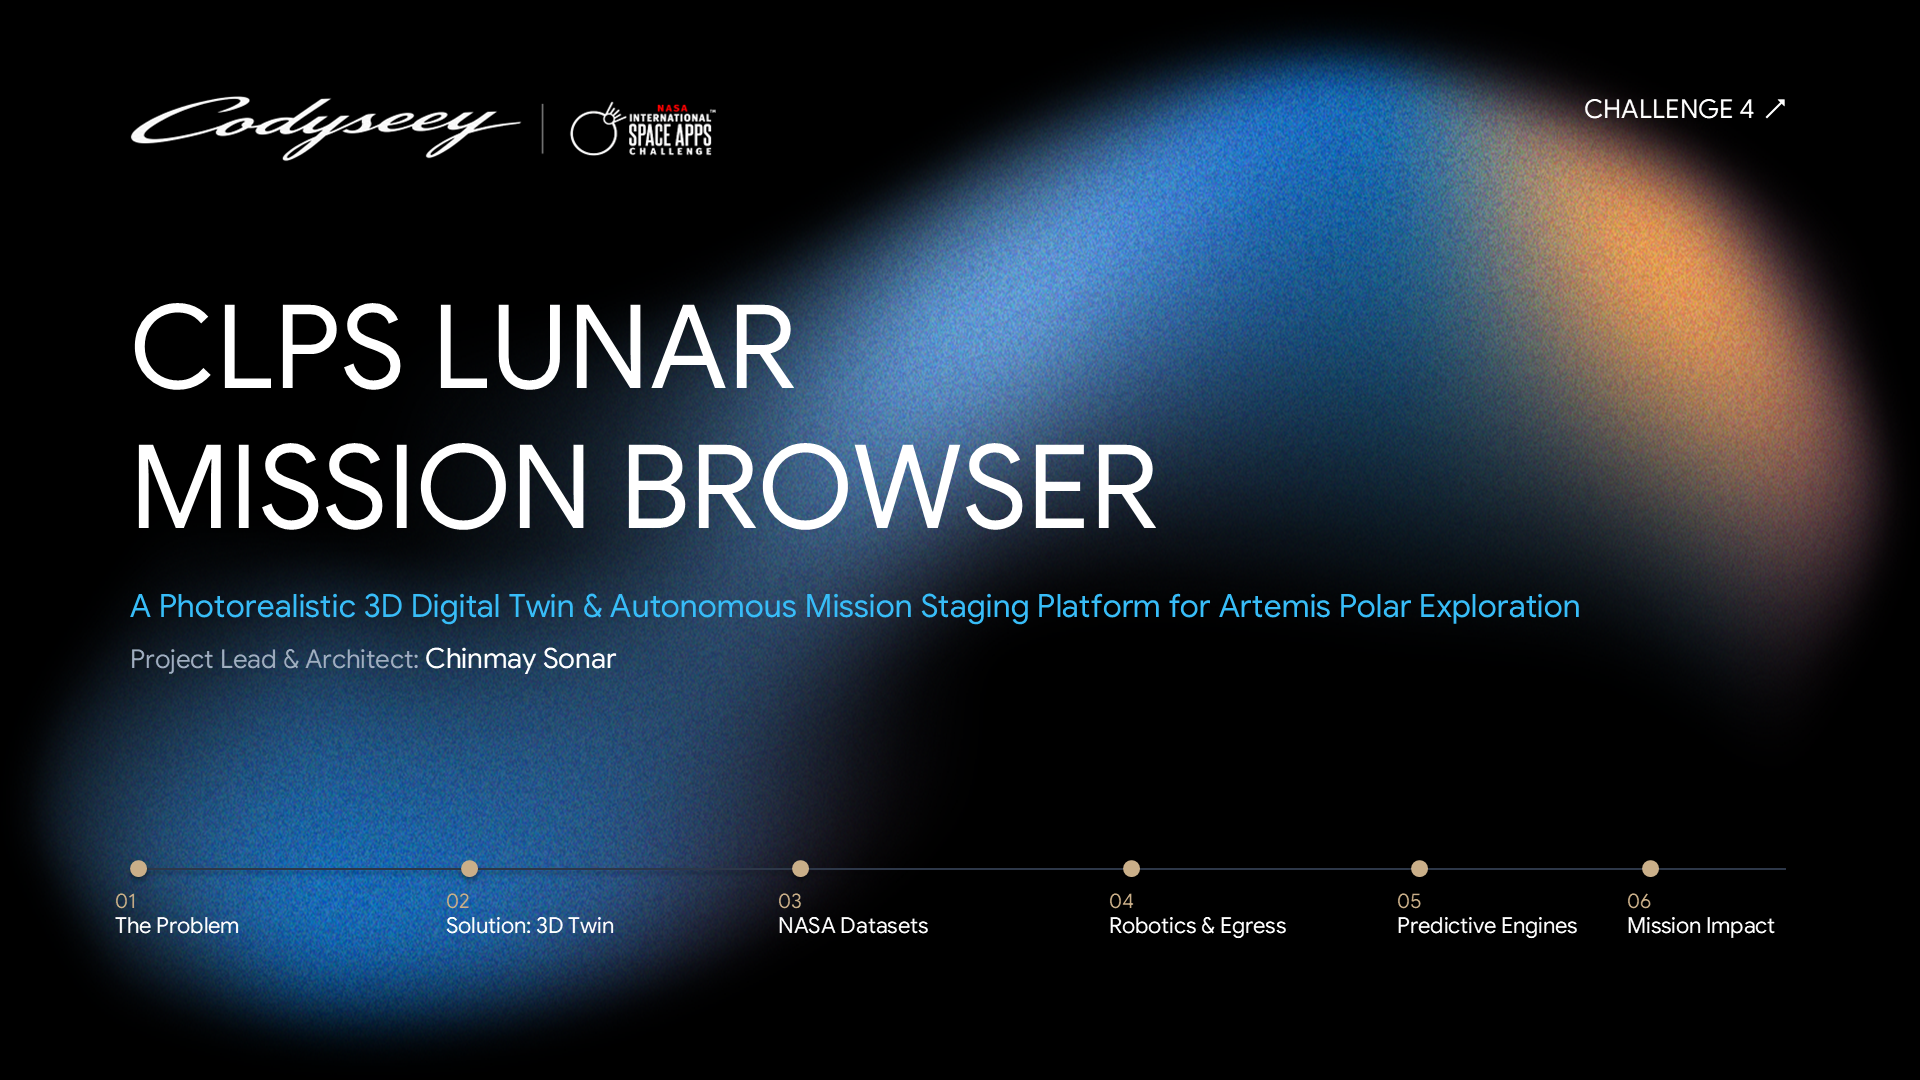 Codyseey
NASA
INTERNATIONAL™
SPACE APPS
CHALLENGE
CHALLENGE 4 ↗
CLPS LUNAR
MISSION BROWSER
A Photorealistic 3D Digital Twin & Autonomous Mission Staging Platform for Artemis Polar Exploration
Project Lead & Architect: Chinmay Sonar
01
The Problem
02
Solution: 3D Twin
03
NASA Datasets
04
Robotics & Egress
05
Predictive Engines
06
Mission Impact